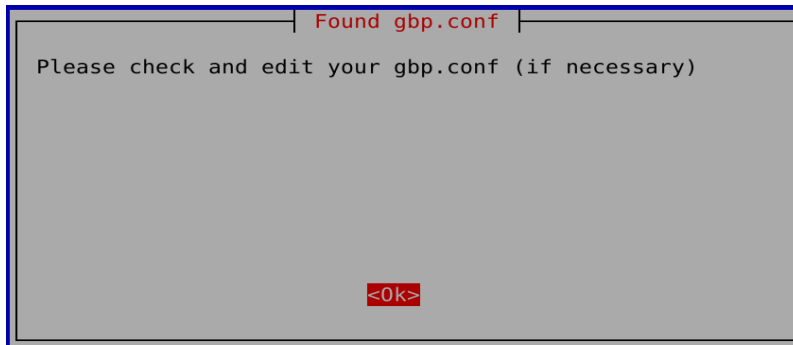 Found gbp.conf
Please check and edit your gbp.conf (if necessary)
<Ok>